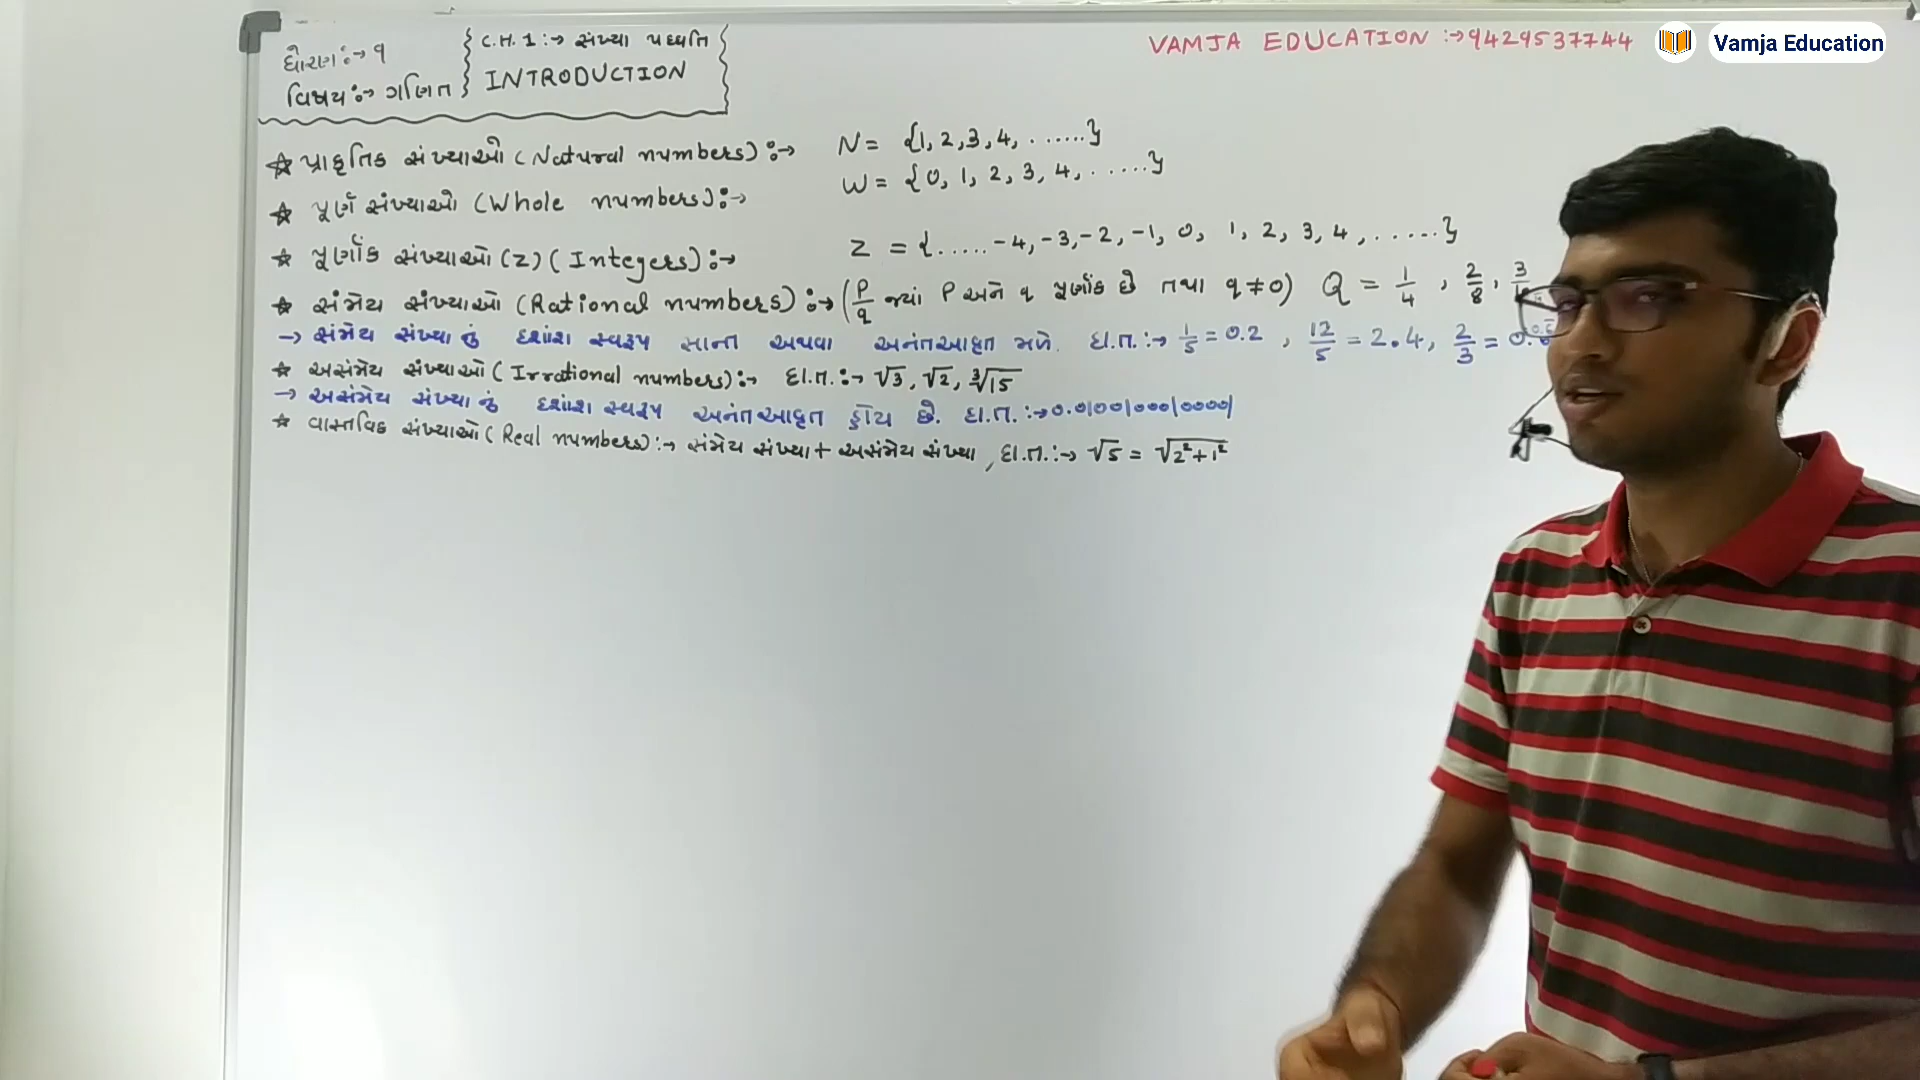 ધોરણ:→ ૧
વિષય:→ ગણિત
C.H. 1 :→ સંખ્યા પધ્ધતિ
INTRODUCTION
VAMJA EDUCATION :→ 9429537744
Vamja Education
☆ પ્રાકૃતિક સંખ્યાઓ (Natural numbers) :→ N = {1, 2, 3, 4, .......}
☆ પૂર્ણ સંખ્યાઓ (Whole numbers) :→ W = {0, 1, 2, 3, 4, ......}
☆ પૂર્ણાંક સંખ્યાઓ (Z) (Integers) :→ Z = {..... -4, -3, -2, -1, 0, 1, 2, 3, 4, ......}
☆ સંમેય સંખ્યાઓ (Rational numbers) :→ (P/q જ્યાં P અને q પૂર્ણાંક છે તથા q ≠ 0) Q = 1/4, 2/8, 3/
→ સંમેય સંખ્યાનું દશાંશ સ્વરૂપ સાન્ત અથવા અનંતઆવૃત મળે. દા.ત. :→ 1/5 = 0.2, 12/5 = 2.4, 2/3 = 0.
☆ અસંમેય સંખ્યાઓ (Irrational numbers) :→ દા.ત. :→ √3, √2, ∛15
→ અસંમેય સંખ્યાનું દશાંશ સ્વરૂપ અનંતઆવૃત હોય છે. દા.ત. :→ 0.01001000100001
☆ વાસ્તવિક સંખ્યાઓ (Real numbers) :→ સંમેય સંખ્યા + અસંમેય સંખ્યા, દા.ત. :→ √5 = √2²+1²